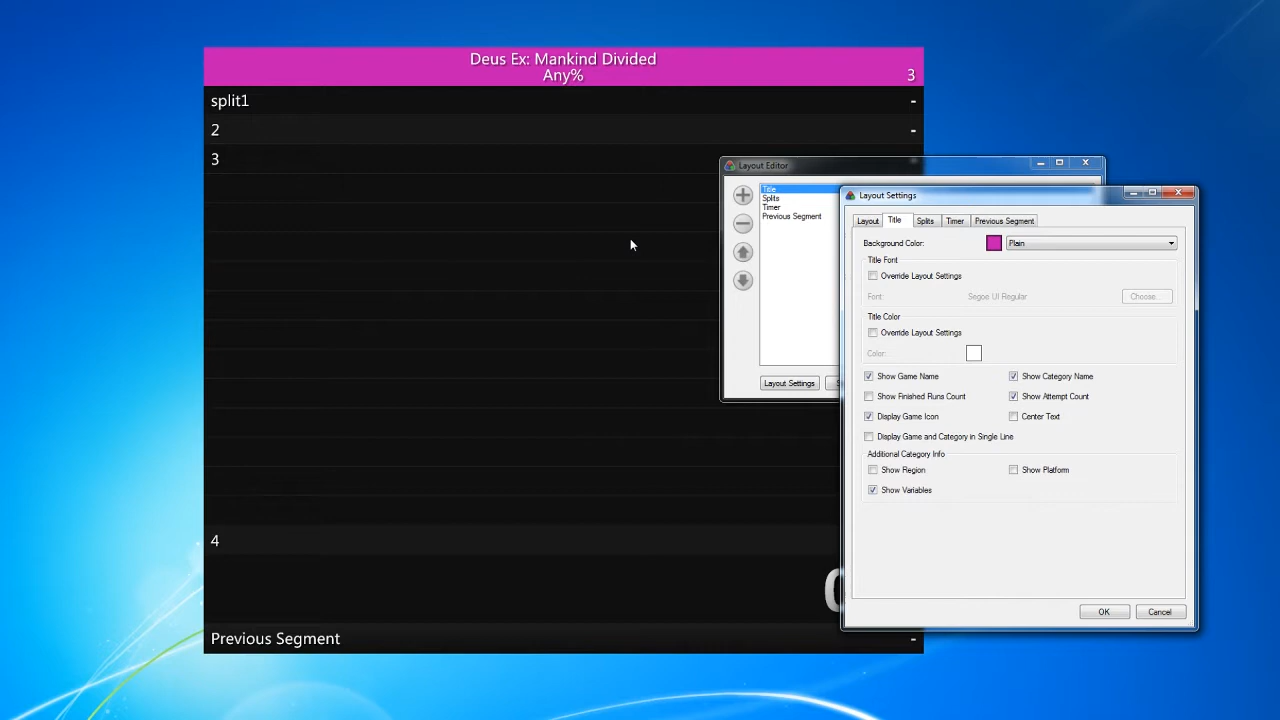 Deus Ex: Mankind Divided
Any%
3
split1 -
2 -
3
4
0
Previous Segment -
Layout Editor
Title
Splits
Timer
Previous Segment
Layout Settings
Layout Settings
Layout Title Splits Timer Previous Segment
Background Color: Plain
Title Font
Override Layout Settings
Font: Segoe UI Regular Choose...
Title Color
Override Layout Settings
Color:
Show Game Name Show Category Name
Show Finished Runs Count Show Attempt Count
Display Game Icon Center Text
Display Game and Category in Single Line
Additional Category Info
Show Region Show Platform
Show Variables
OK Cancel